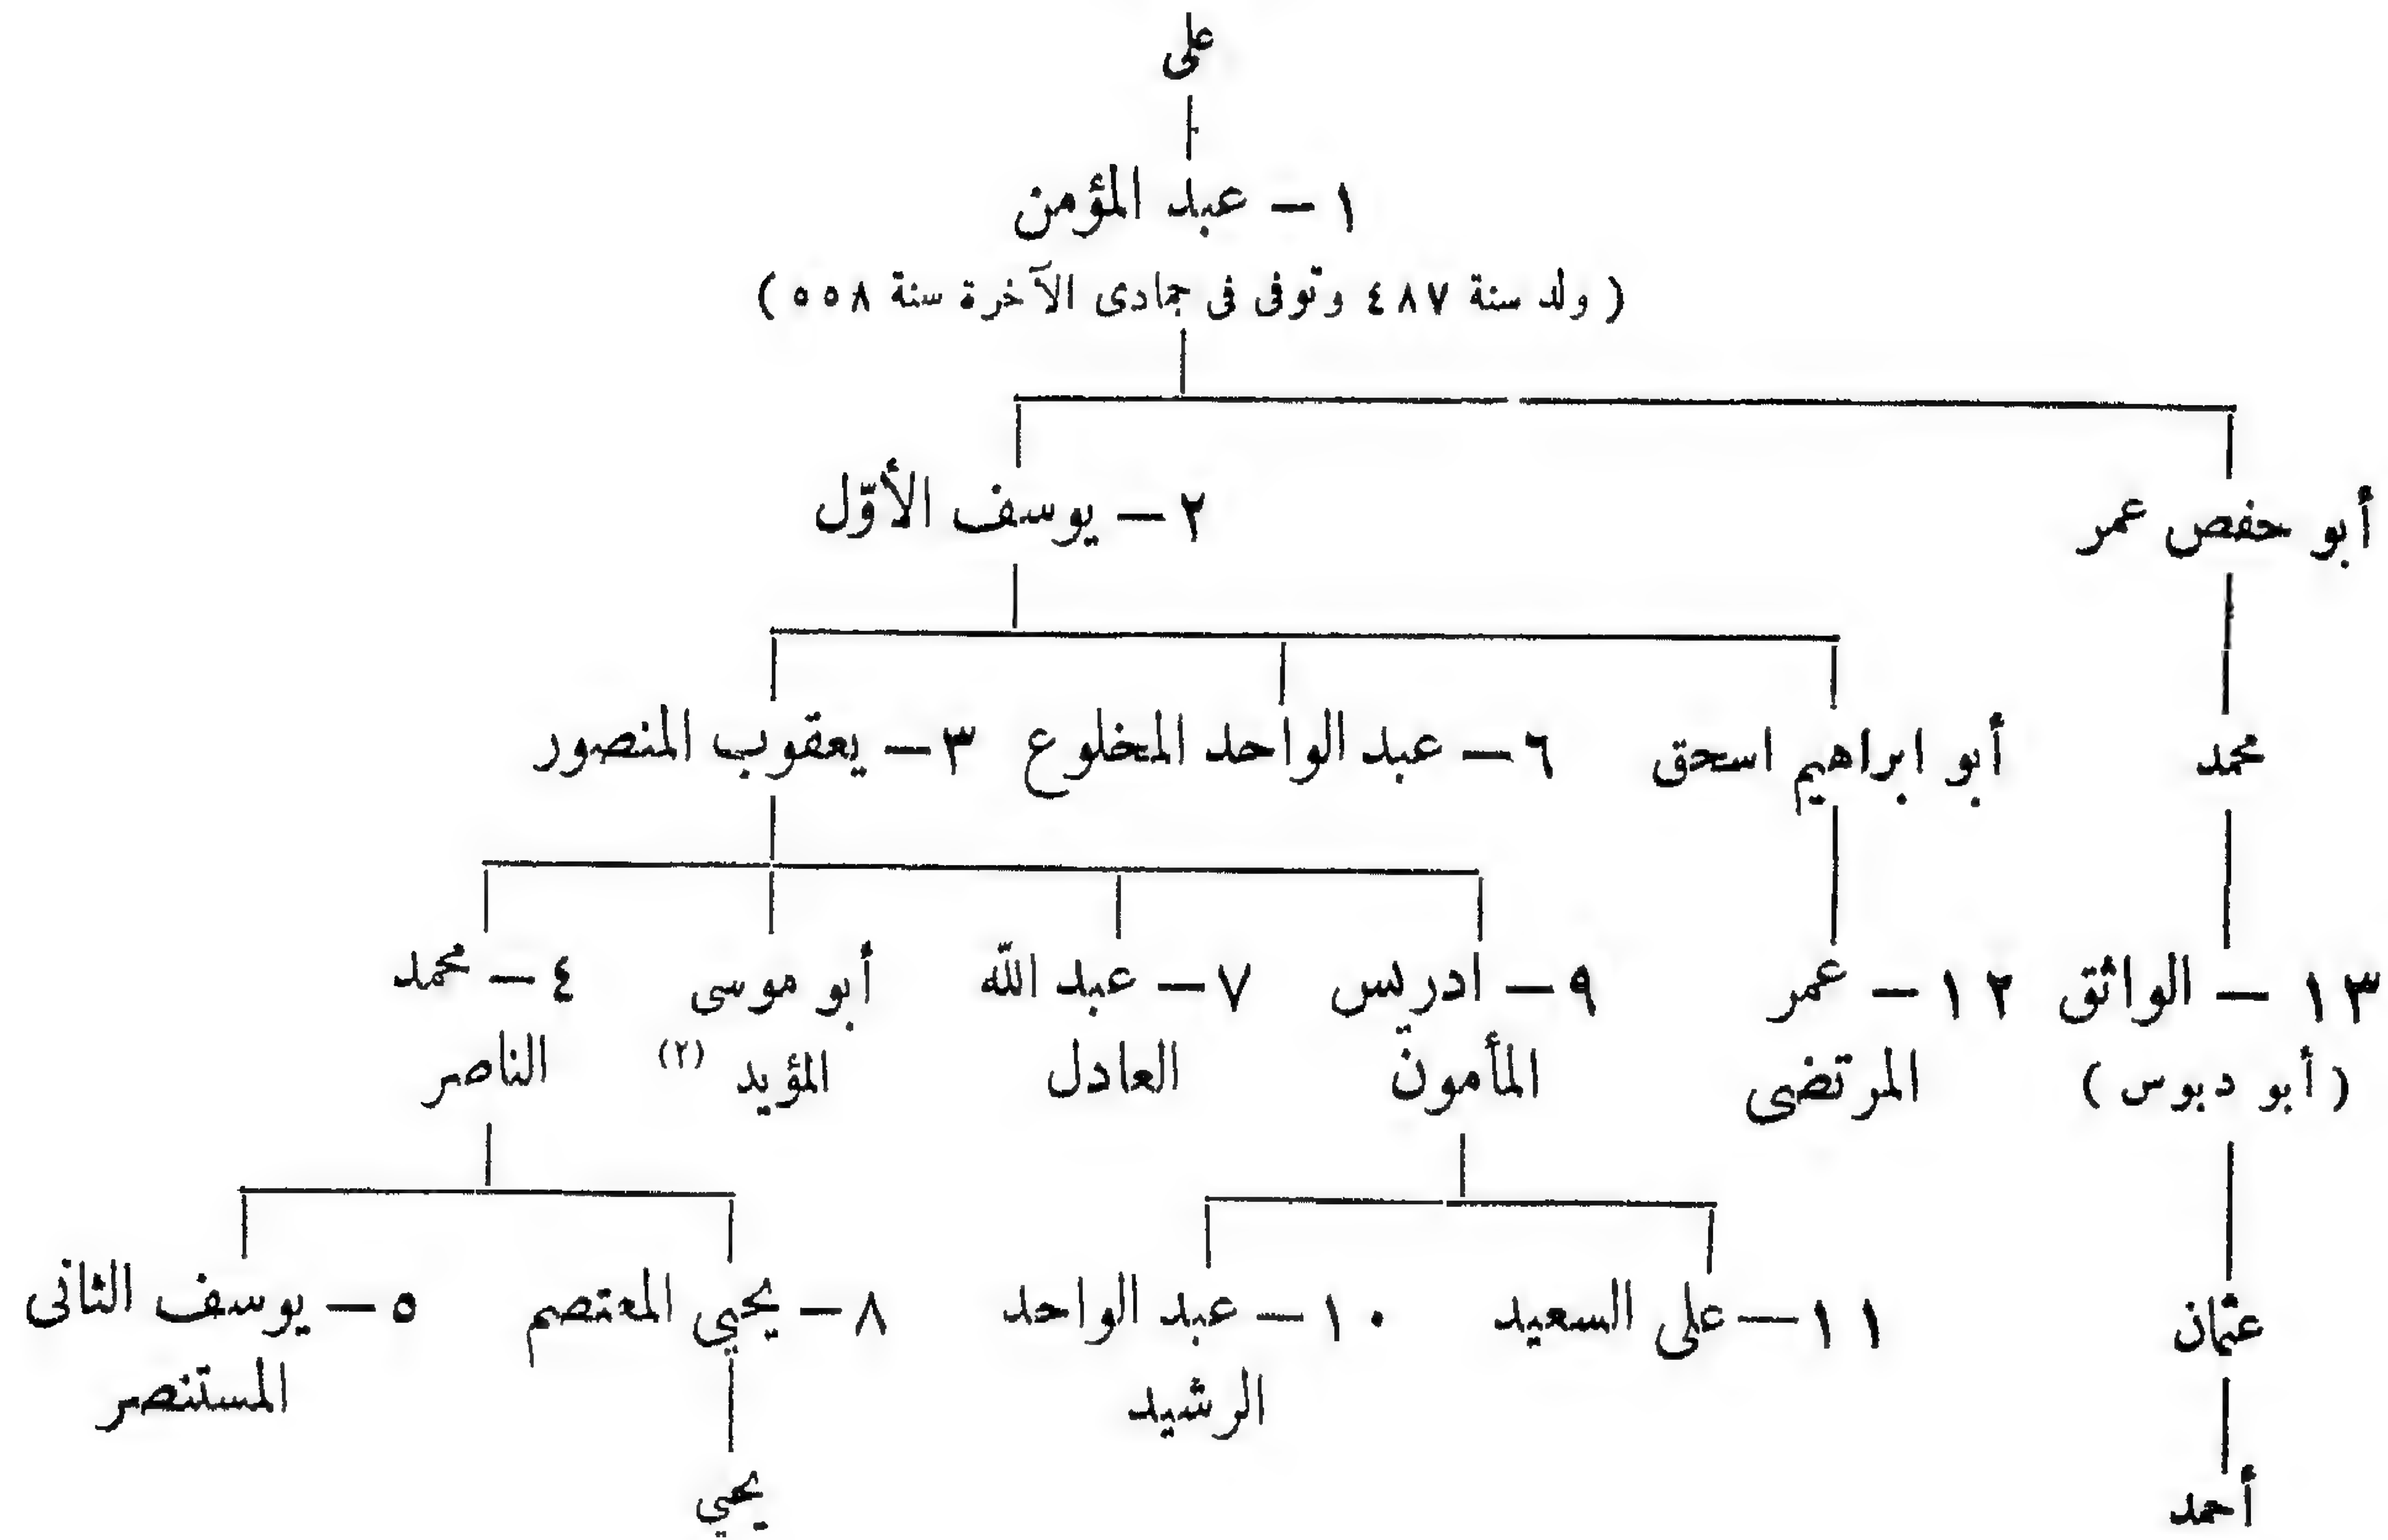 على
١ – عبد المؤمن
( ولد سنة ٤٨٧ وتوفى فى جمادى الآخرة سنة ٥٥٨ )
أبو حفص عمر
٢ – يوسف الأوّل
محمد
أبو ابراهيم اسحق
٦ – عبد الواحد المخلوع
٣ – يعقوب المنصور
١٣ – الواثق
( أبو دبوس )
١٢ – عمر
المرتضى
٩ – ادريس
المأمون
٧ – عبد الله
العادل
أبو موسى
المؤيد (٢)
٤ – محمد
الناصر
عثمان
١١ – على السعيد
١٠ – عبد الواحد
الرشيد
٨ – يحيي المعتصم
٥ – يوسف الثانى
المستنصر
أحمد
يحيي